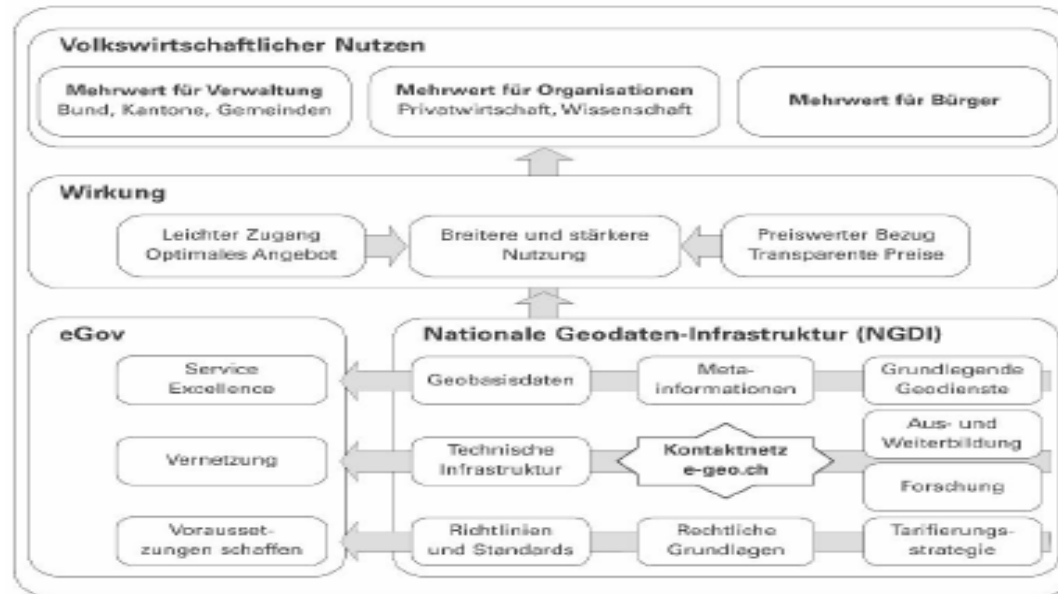 Volkswirtschaftlicher Nutzen
Mehrwert für Verwaltung
Bund, Kantone, Gemeinden
Mehrwert für Organisationen
Privatwirtschaft, Wissenschaft
Mehrwert für Bürger
Wirkung
Leichter Zugang
Optimales Angebot
Breitere und stärkere
Nutzung
Preiswerter Bezug
Transparente Preise
eGov
Service
Excellence
Vernetzung
Vorausset-
zungen schaffen
Nationale Geodaten-Infrastruktur (NGDI)
Geobasisdaten
Meta-
informationen
Grundlegende
Geodienste
Technische
Infrastruktur
Kontaktnetz
e-geo.ch
Aus- und
Weiterbildung
Forschung
Richtlinien
und Standards
Rechtliche
Grundlagen
Tarifierungs-
strategie